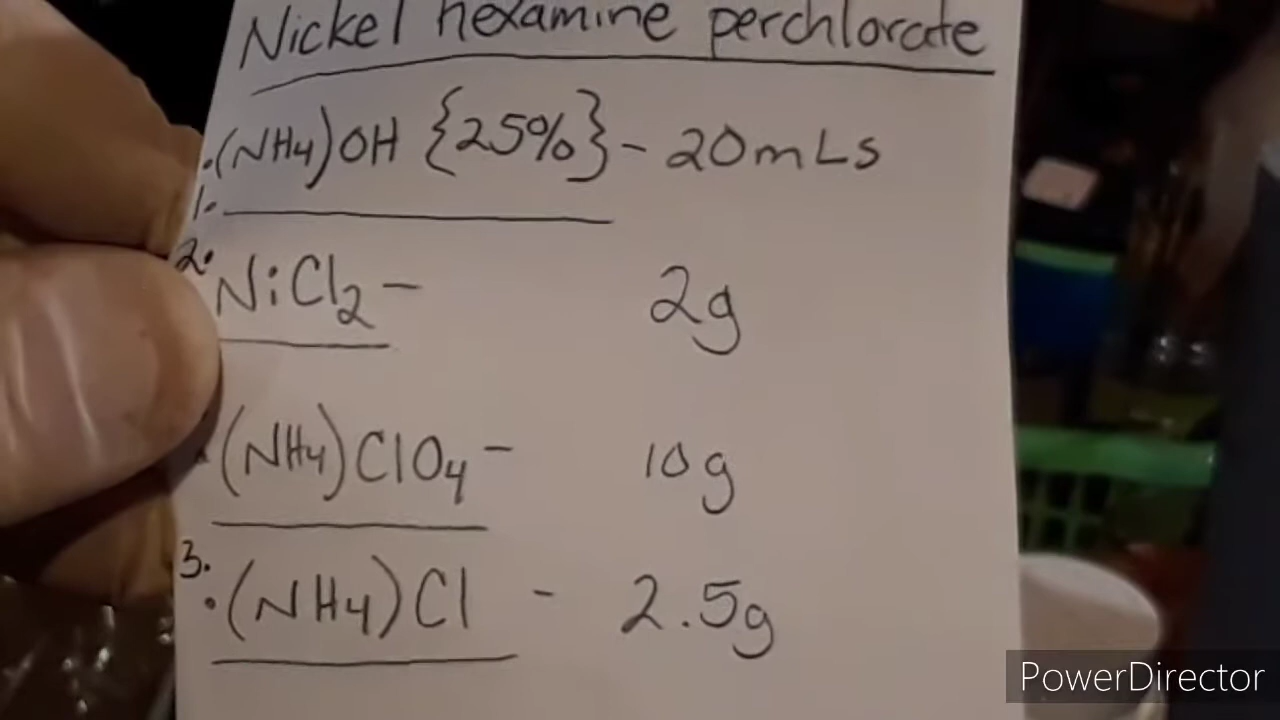 Nickel hexamine perchlorate
.(NH4)OH {25%} - 20mLs
1.
2. NiCl2 - 2g
(NH4)ClO4 - 10g
3.
.(NH4)Cl - 2.5g
PowerDirector